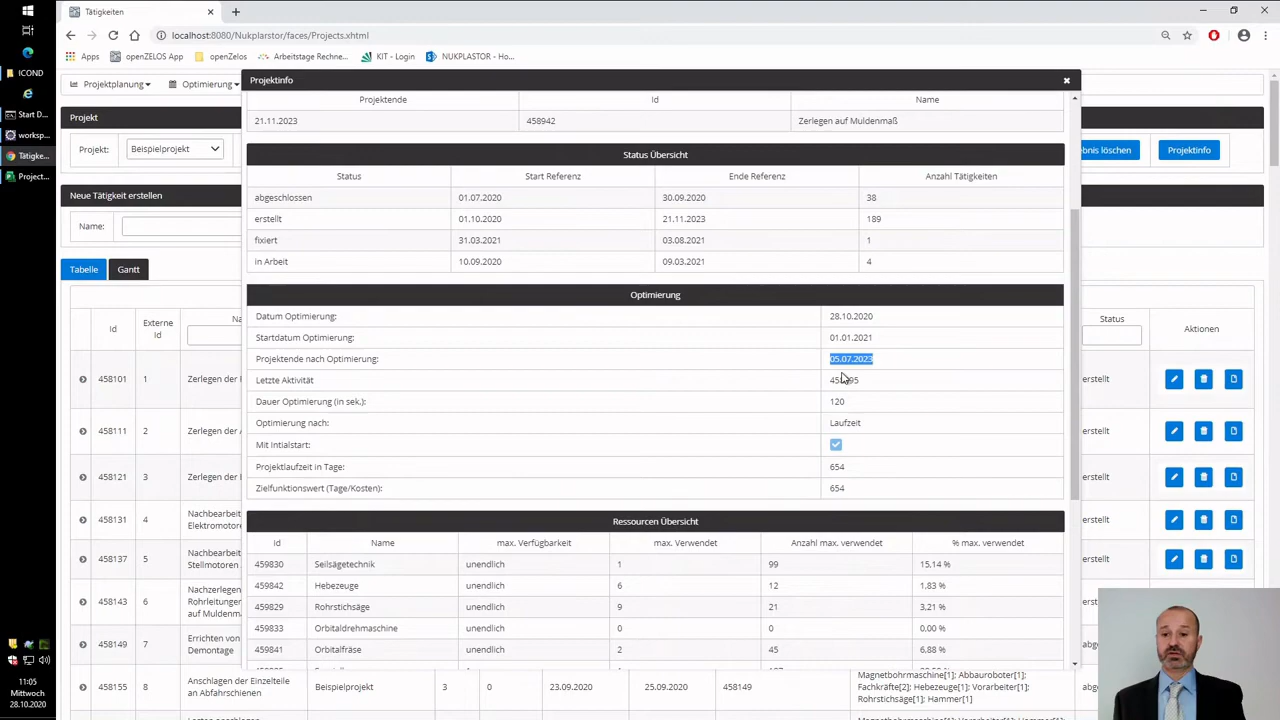 Tätigkeiten
localhost:8080/Nukplarstor/faces/Projects.xhtml
Apps openZELOS App openZelos Arbeitstage Rechne... KIT - Login NUKPLASTOR - Ho...
ICOND
Start D...
worksp...
Tätigke...
Project...
11:05
Mittwoch
28.10.2020
Projektplanung Optimierung
Projekt
Projekt: Beispielprojekt
ebnis löschen Projektinfo
Neue Tätigkeit erstellen
Name:
Tabelle Gantt
Id Externe Id Status Aktionen
458101 1 Zerlegen der erstellt
458111 2 Zerlegen der erstellt
458121 3 Zerlegen der erstellt
458131 4 Nachbearbeit
Elektromotore erstellt
458137 5 Nachbearbeit
Stellmotoren erstellt
458143 6 Nachzerlegen
Rohrleitungen
auf Muldenma erstellt
458149 7 Errichten von
Demontage erstellt
458155 8 Anschlagen der Einzelteile
an Abfahrschienen Beispielprojekt 3 0 23.09.2020 25.09.2020 458149
Magnetbohrmaschine[1]; Abbauroboter[1];
Fachkräfte[2]; Hebezeuge[1]; Vorarbeiter[1];
Rohrstichsäge[1]; Hammer[1]
Projektinfo
Projektende Id Name
21.11.2023 458942 Zerlegen auf Muldenmaß
Status Übersicht
Status Start Referenz Ende Referenz Anzahl Tätigkeiten
abgeschlossen 01.07.2020 30.09.2020 38
erstellt 01.10.2020 21.11.2023 189
fixiert 31.03.2021 03.08.2021 1
in Arbeit 10.09.2020 09.03.2021 4
Optimierung
Datum Optimierung: 28.10.2020
Startdatum Optimierung: 01.01.2021
Projektende nach Optimierung: 05.07.2023
Letzte Aktivität
Dauer Optimierung (in sek.): 120
Optimierung nach: Laufzeit
Mit Intialstart:
Projektlaufzeit in Tage: 654
Zielfunktionswert (Tage/Kosten): 654
Ressourcen Übersicht
Id Name max. Verfügbarkeit max. Verwendet Anzahl max. verwendet % max. verwendet
459830 Seilsägetechnik unendlich 1 99 15,14 %
459842 Hebezeuge unendlich 6 12 1,83 %
459829 Rohrstichsäge unendlich 9 21 3,21 %
459833 Orbitaldrehmaschine unendlich 0 0 0,00 %
459841 Orbitalfräse unendlich 2 45 6,88 %